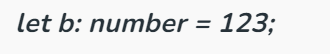 let b: number = 123;